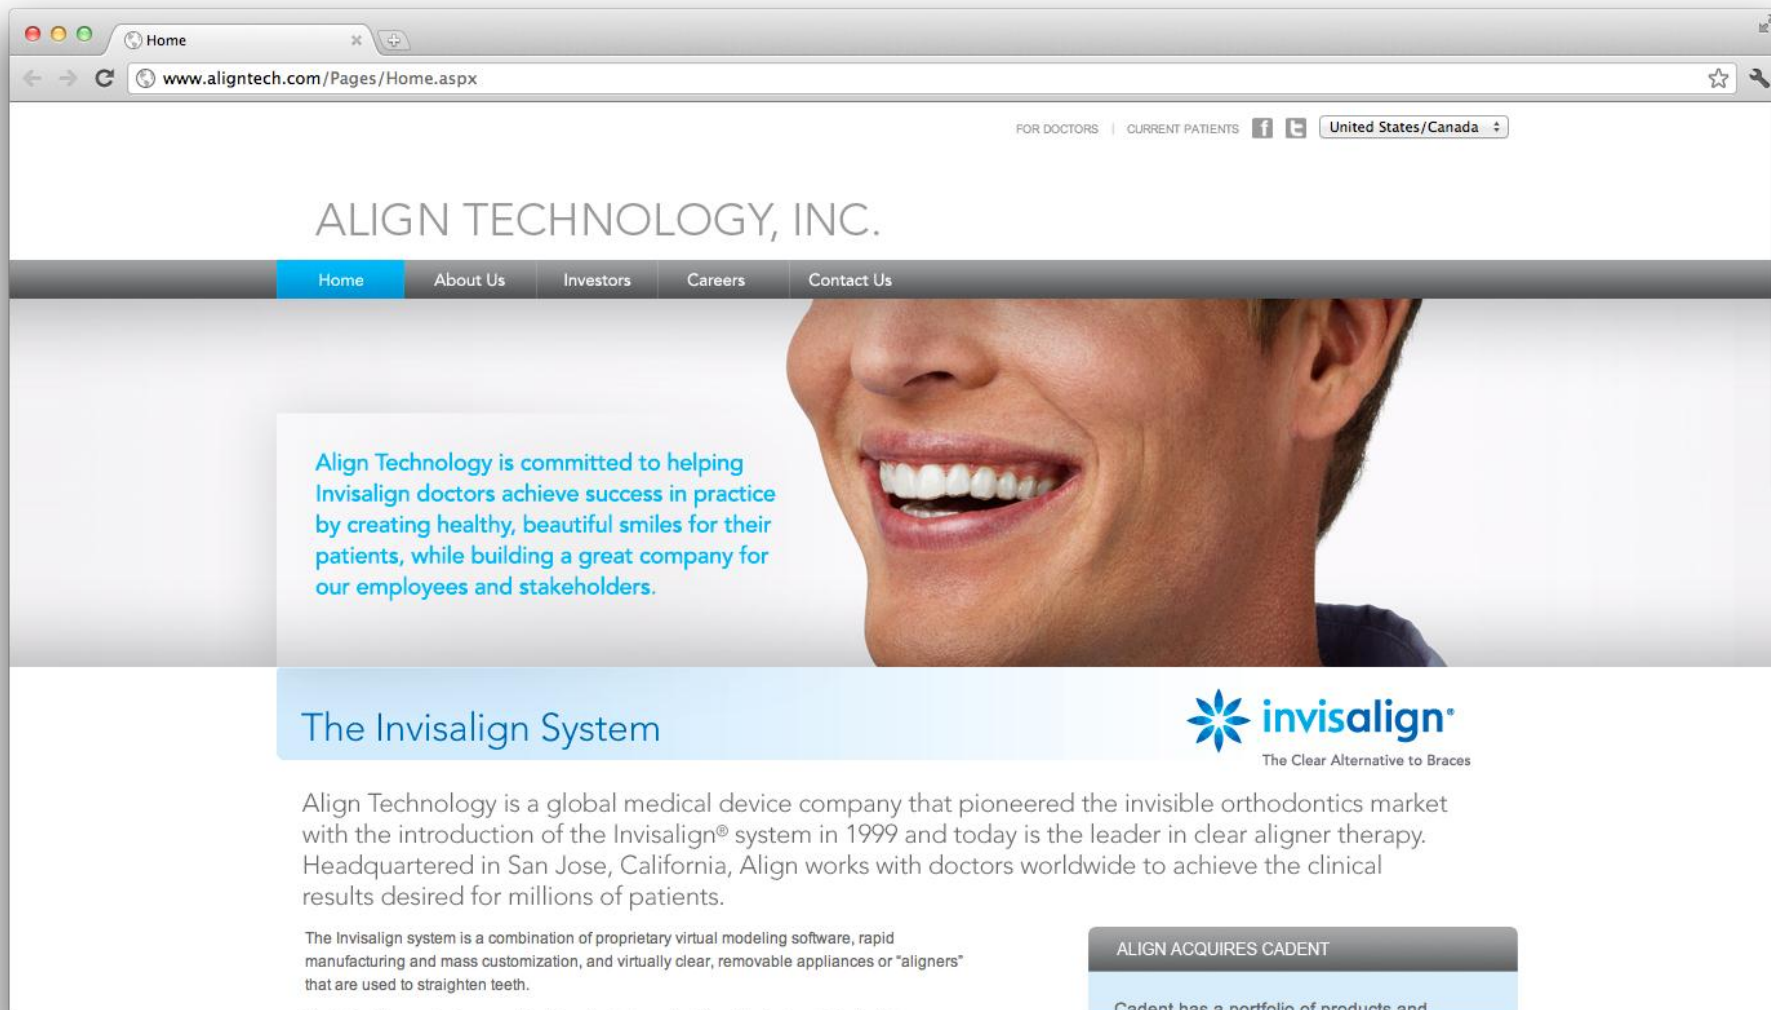 Home
www.aligntech.com/Pages/Home.aspx
FOR DOCTORS | CURRENT PATIENTS f t United States/Canada
ALIGN TECHNOLOGY, INC.
Home About Us Investors Careers Contact Us
Align Technology is committed to helping
Invisalign doctors achieve success in practice
by creating healthy, beautiful smiles for their
patients, while building a great company for
our employees and stakeholders.
The Invisalign System
invisalign®
The Clear Alternative to Braces
Align Technology is a global medical device company that pioneered the invisible orthodontics market
with the introduction of the Invisalign® system in 1999 and today is the leader in clear aligner therapy.
Headquartered in San Jose, California, Align works with doctors worldwide to achieve the clinical
results desired for millions of patients.
The Invisalign system is a combination of proprietary virtual modeling software, rapid
manufacturing and mass customization, and virtually clear, removable appliances or “aligners”
that are used to straighten teeth.
ALIGN ACQUIRES CADENT
Cadent has a portfolio of products and